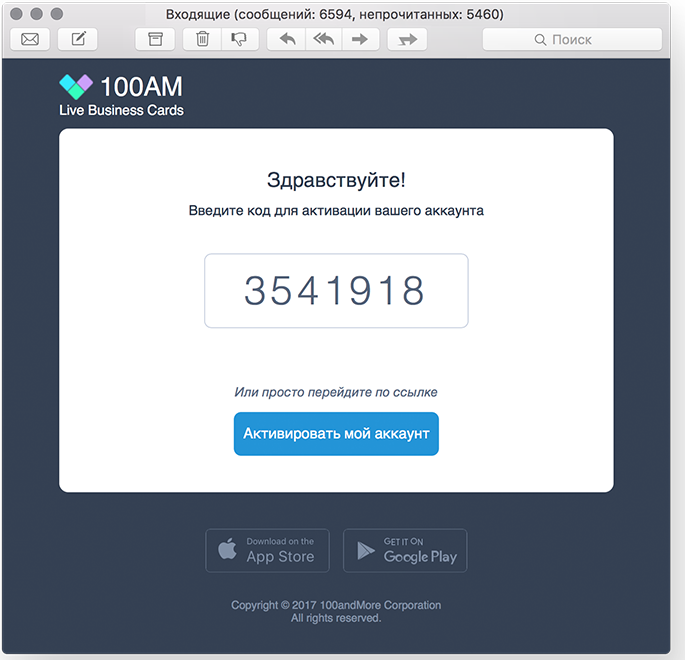 Входящие (сообщений: 6594, непрочитанных: 5460)
Поиск
100AM
Live Business Cards
Здравствуйте!
Введите код для активации вашего аккаунта
3541918
Или просто перейдите по ссылке
Активировать мой аккаунт
Download on the
App Store
GET IT ON
Google Play
Copyright © 2017 100andMore Corporation
All rights reserved.